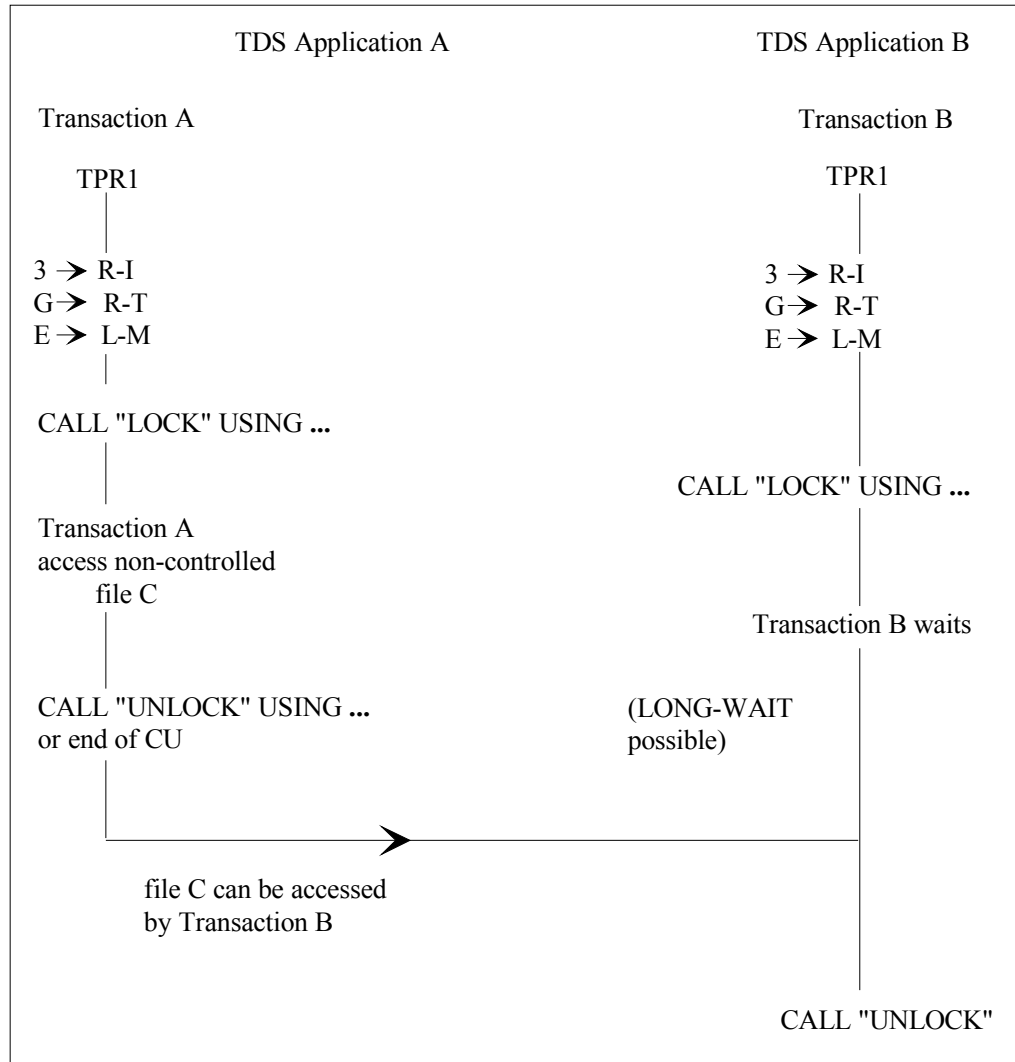 TDS Application A
TDS Application B
Transaction A
Transaction B
TPR1
TPR1
3 → R-I
G → R-T
E → L-M
3 → R-I
G → R-T
E → L-M
CALL "LOCK" USING ...
CALL "LOCK" USING ...
Transaction A
access non-controlled
file C
Transaction B waits
CALL "UNLOCK" USING ...
or end of CU
(LONG-WAIT
possible)
file C can be accessed
by Transaction B
CALL "UNLOCK"